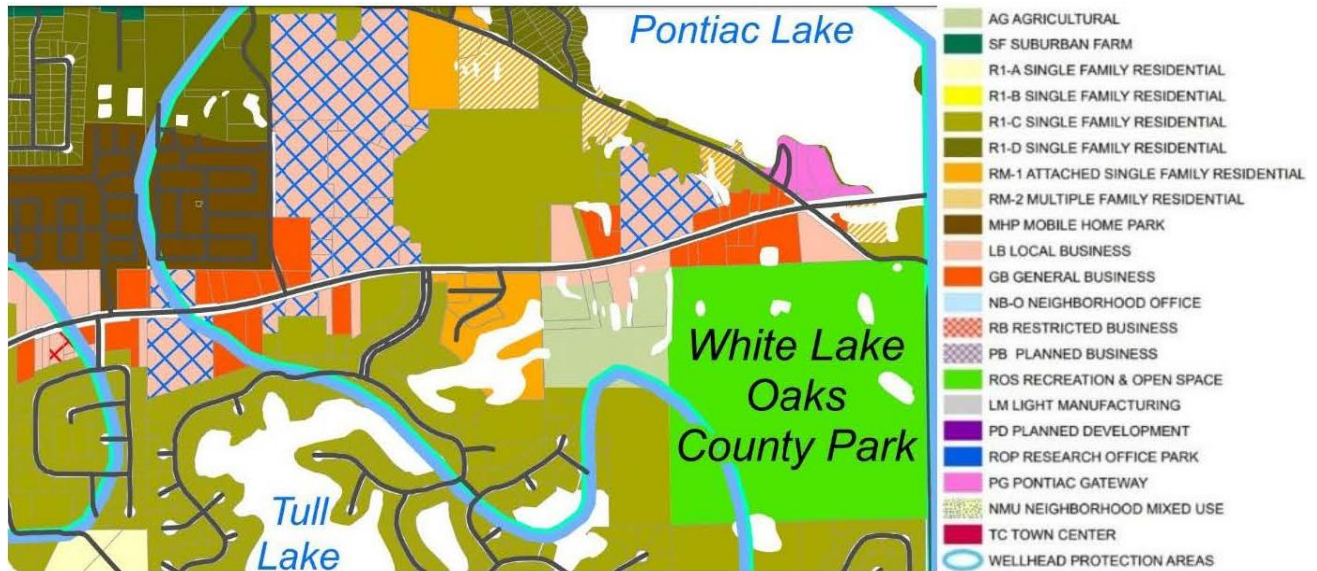 Pontiac Lake
White Lake
Oaks
County Park
Tull
Lake
AG AGRICULTURAL
SF SUBURBAN FARM
R1-A SINGLE FAMILY RESIDENTIAL
R1-B SINGLE FAMILY RESIDENTIAL
R1-C SINGLE FAMILY RESIDENTIAL
R1-D SINGLE FAMILY RESIDENTIAL
RM-1 ATTACHED SINGLE FAMILY RESIDENTIAL
RM-2 MULTIPLE FAMILY RESIDENTIAL
MHP MOBILE HOME PARK
LB LOCAL BUSINESS
GB GENERAL BUSINESS
NB-O NEIGHBORHOOD OFFICE
RB RESTRICTED BUSINESS
PB PLANNED BUSINESS
ROS RECREATION & OPEN SPACE
LM LIGHT MANUFACTURING
PD PLANNED DEVELOPMENT
ROP RESEARCH OFFICE PARK
PG PONTIAC GATEWAY
NMU NEIGHBORHOOD MIXED USE
TC TOWN CENTER
WELLHEAD PROTECTION AREAS